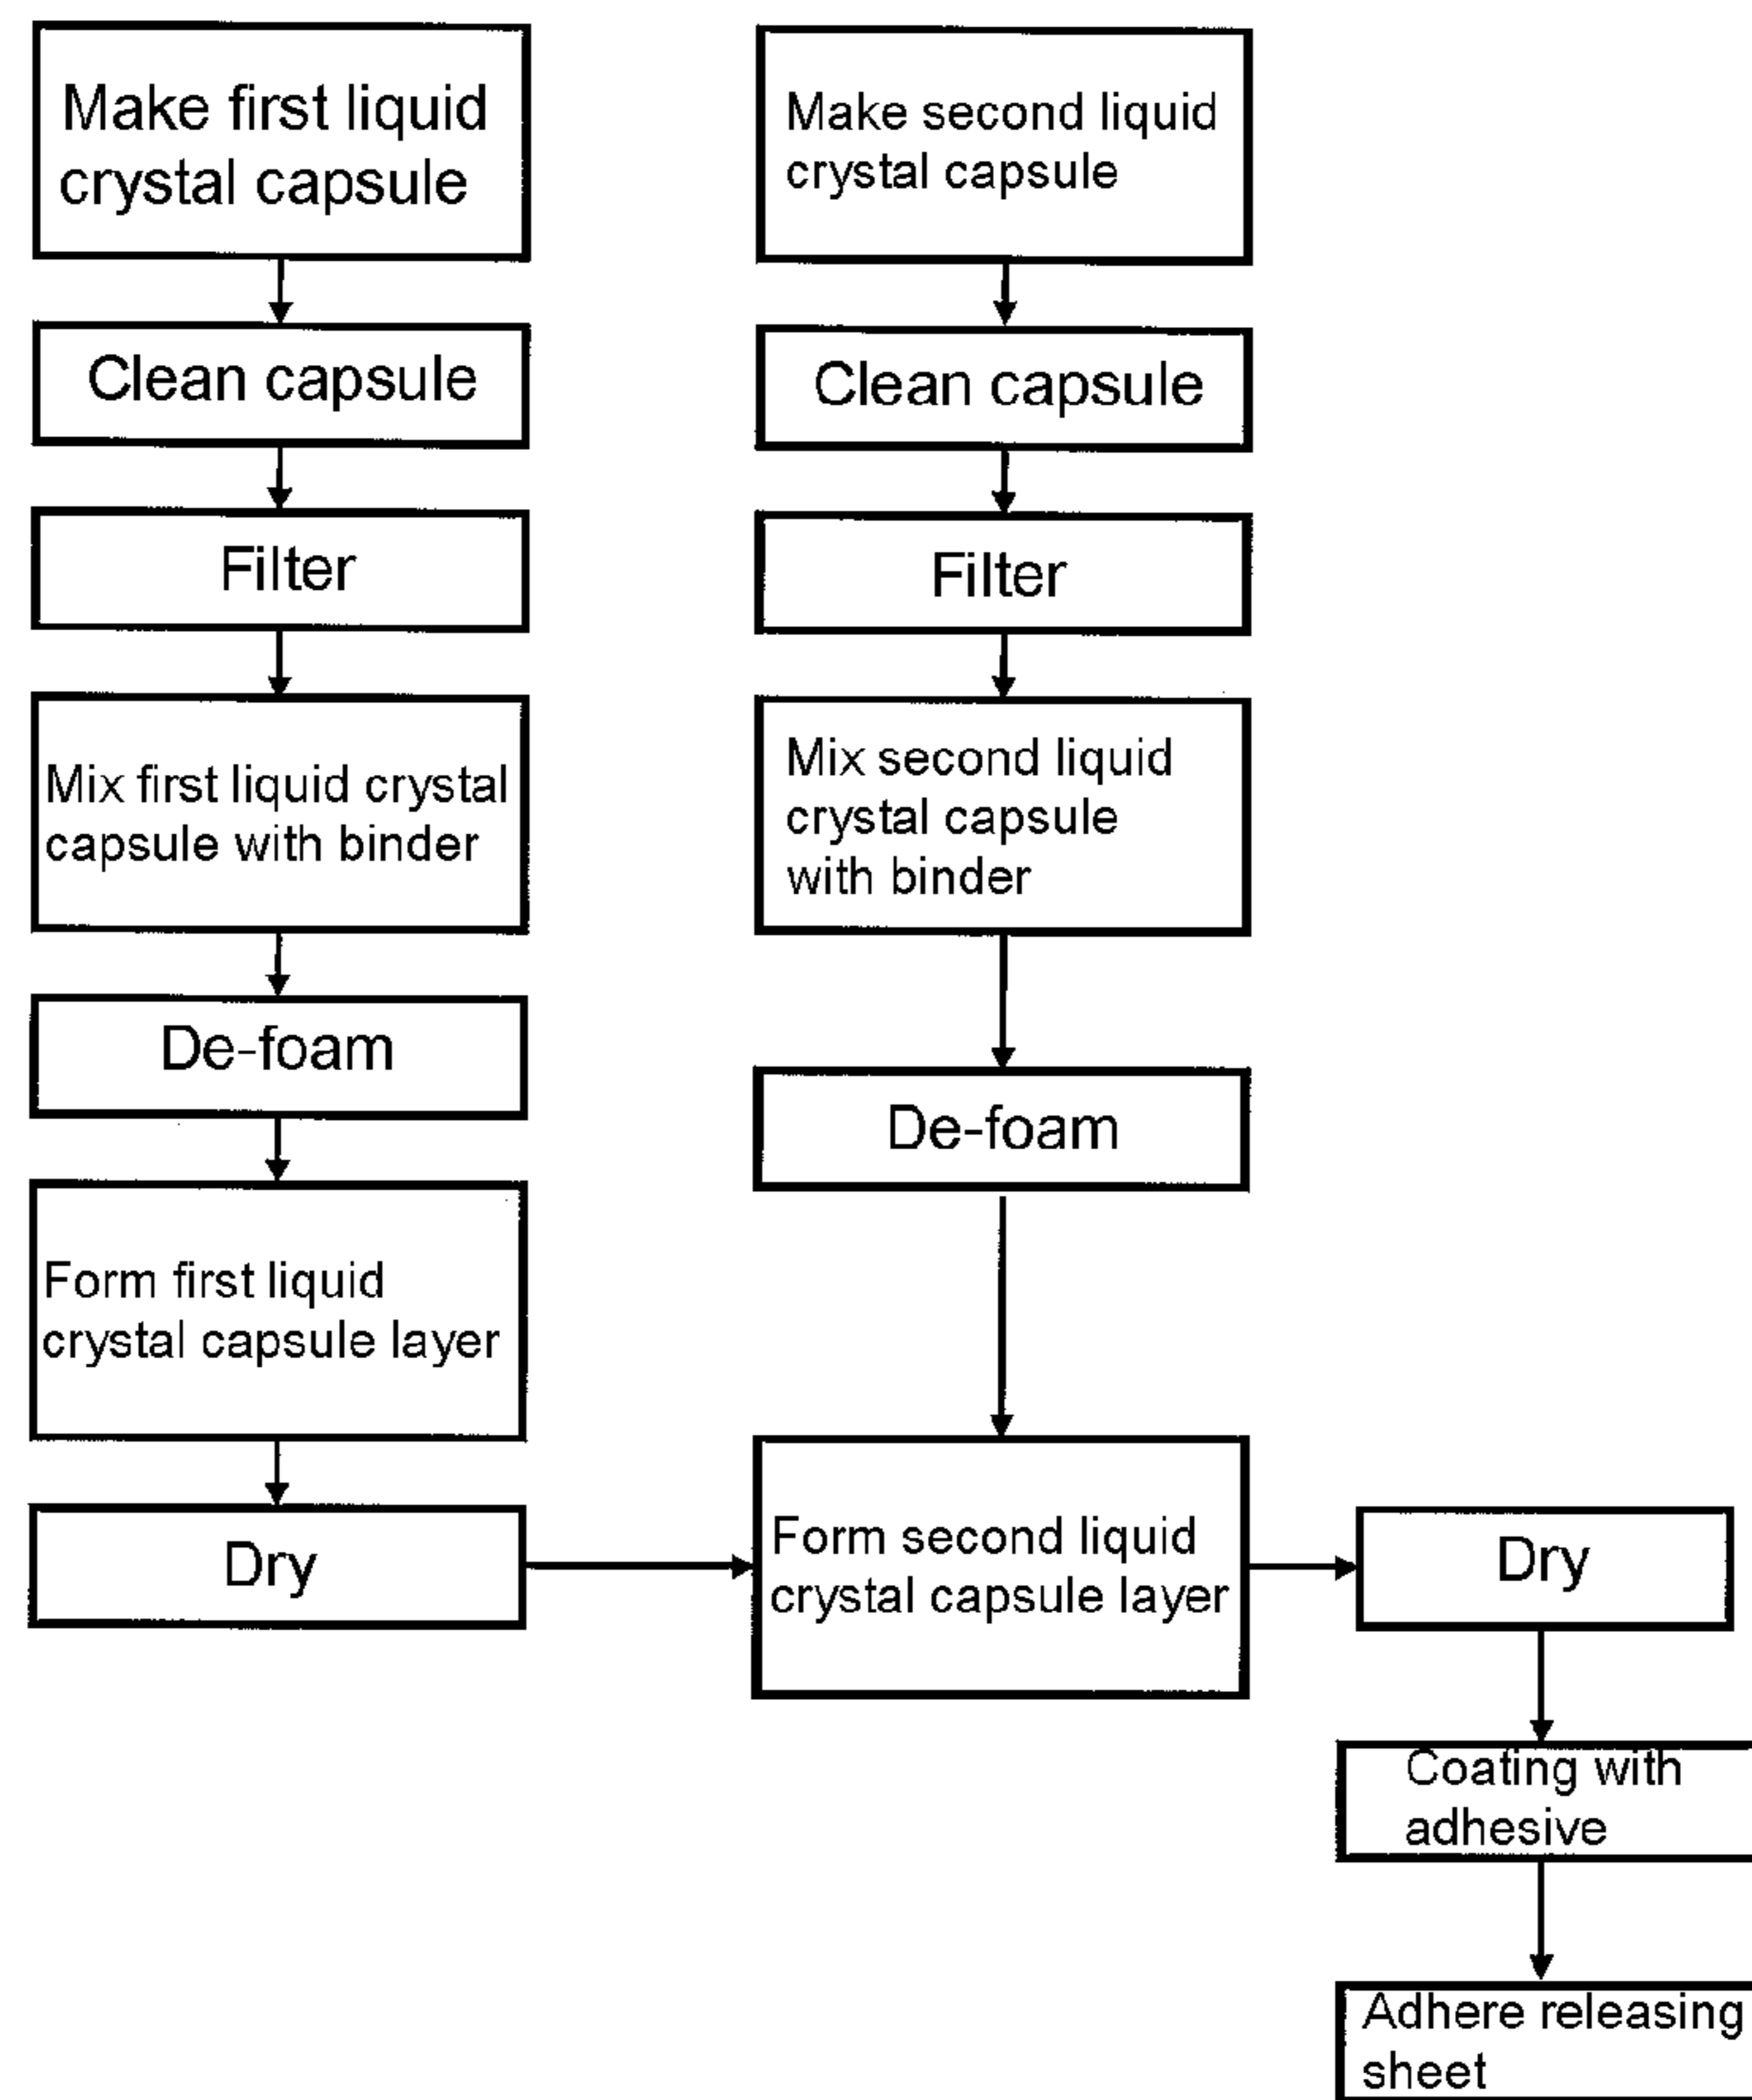 Make first liquid
crystal capsule
Clean capsule
Filter
Mix first liquid crystal
capsule with binder
De-foam
Form first liquid
crystal capsule layer
Dry
Make second liquid
crystal capsule
Clean capsule
Filter
Mix second liquid
crystal capsule
with binder
De-foam
Form second liquid
crystal capsule layer
Dry
Coating with
adhesive
Adhere releasing
sheet